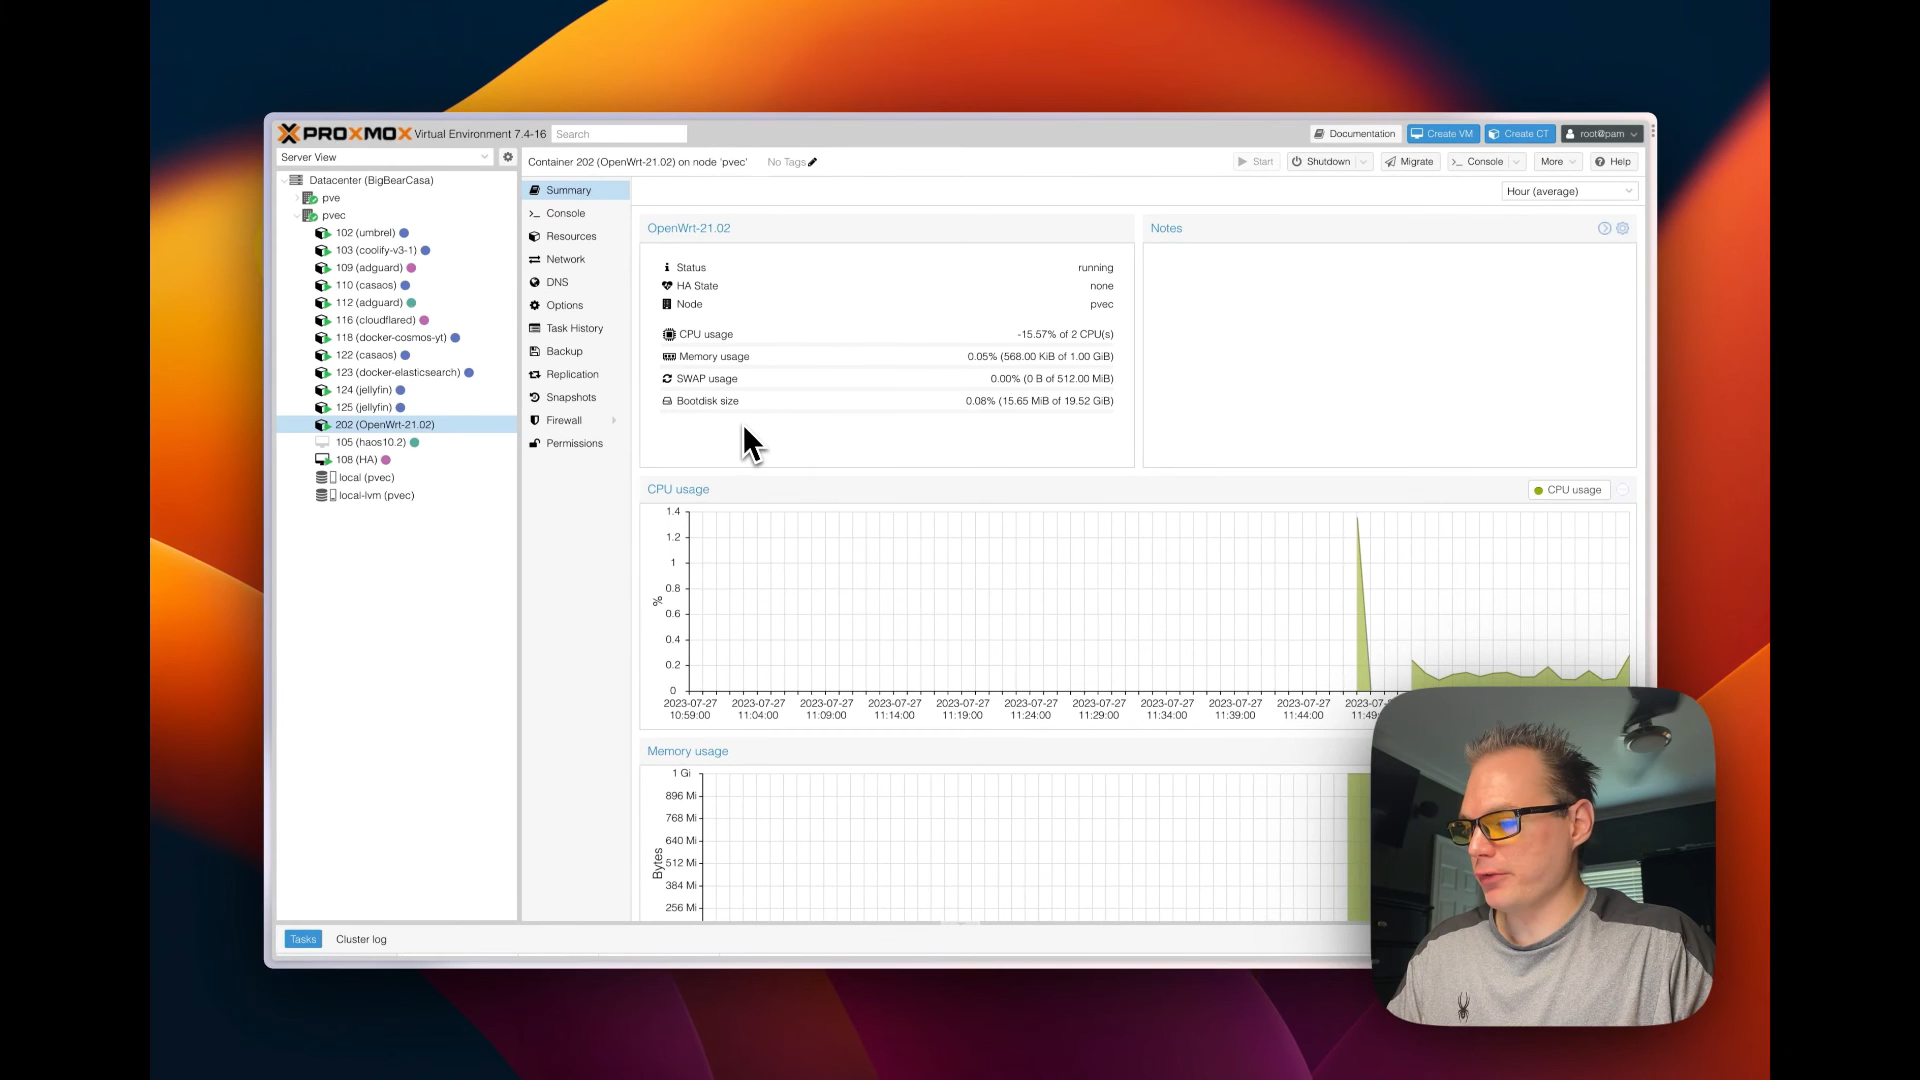 PROXMOX Virtual Environment 7.4-16 Search Documentation Create VM Create CT root@pam
Server View
Container 202 (OpenWrt-21.02) on node 'pvec' No Tags Start Shutdown Migrate Console More Help
Datacenter (BigBearCasa)
pve
pvec
102 (umbrel)
103 (coolify-v3-1)
109 (adguard)
110 (casaos)
112 (adguard)
116 (cloudflared)
118 (docker-cosmos-yt)
122 (casaos)
123 (docker-elasticsearch)
124 (jellyfin)
125 (jellyfin)
202 (OpenWrt-21.02)
105 (haos10.2)
108 (HA)
local (pvec)
local-lvm (pvec)
Summary
Console
Resources
Network
DNS
Options
Task History
Backup
Replication
Snapshots
Firewall
Permissions
Hour (average)
OpenWrt-21.02
Status running
HA State none
Node pvec
CPU usage -15.57% of 2 CPU(s)
Memory usage 0.05% (568.00 KiB of 1.00 GiB)
SWAP usage 0.00% (0 B of 512.00 MiB)
Bootdisk size 0.08% (15.65 MiB of 19.52 GiB)
Notes
CPU usage
CPU usage
1.4
1.2
1
0.8
0.6
0.4
0.2
0
%
2023-07-27 2023-07-27 2023-07-27 2023-07-27 2023-07-27 2023-07-27 2023-07-27 2023-07-27 2023-07-27 2023-07-27 2023-07-
10:59:00 11:04:00 11:09:00 11:14:00 11:19:00 11:24:00 11:29:00 11:34:00 11:39:00 11:44:00 11:49:
Memory usage
1 Gi
896 Mi
768 Mi
640 Mi
512 Mi
384 Mi
256 Mi
Bytes
Tasks Cluster log